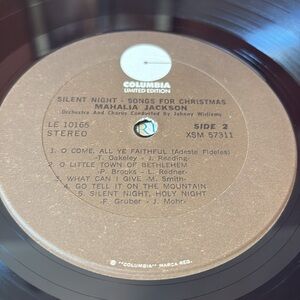 COLUMBIA
LIMITED EDITION
SILENT NIGHT - SONGS FOR CHRISTMAS
MAHALIA JACKSON
Orchestra And Chorus Conducted by Johnny Williams
LE 10166
STEREO
SIDE 2
XSM 57311
1. O COME, ALL YE FAITHFUL (Adeste Fideles)
-T. Oakeley - J. Reading-
2. O LITTLE TOWN OF BETHLEHEM
-P. Brooks - L. Redner-
3. WHAT CAN I GIVE -M. Smith-
4. GO TELL IT ON THE MOUNTAIN
5. SILENT NIGHT, HOLY NIGHT
-F. Gruber - J. Mohr-
"COLUMBIA" MARCA REG.